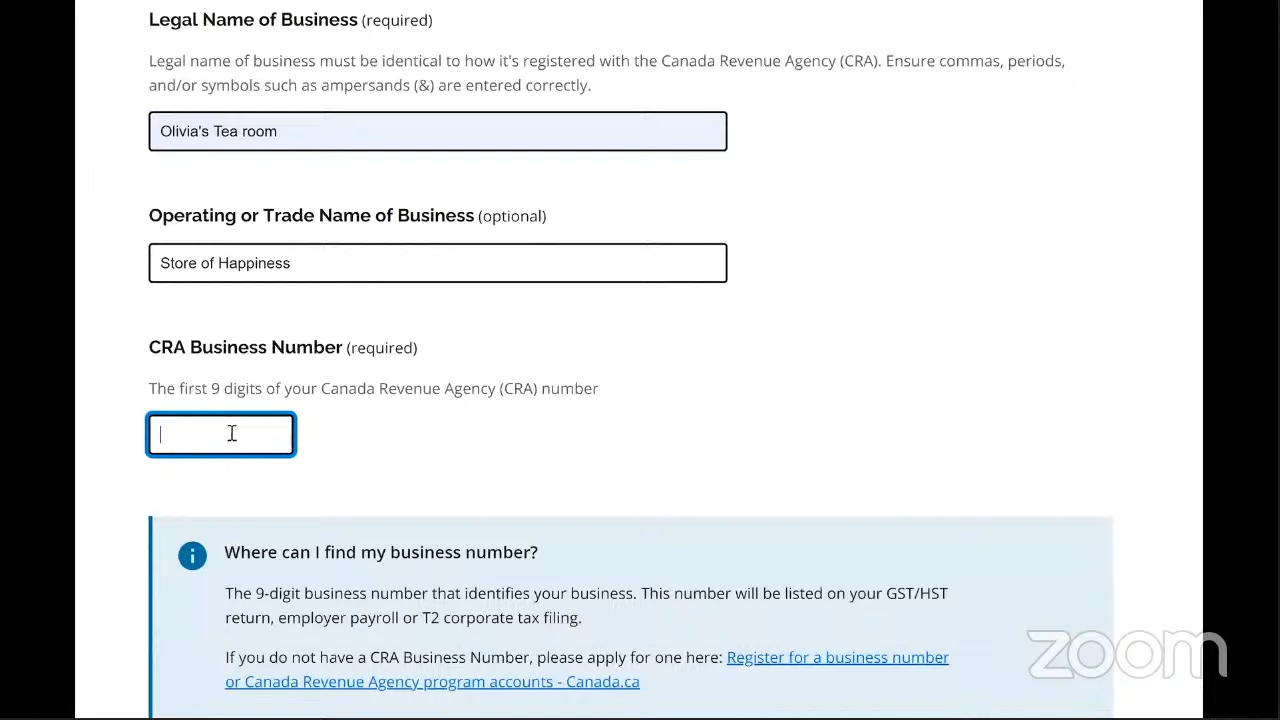 Legal Name of Business (required)
Legal name of business must be identical to how it's registered with the Canada Revenue Agency (CRA). Ensure commas, periods,
and/or symbols such as ampersands (&) are entered correctly.
Olivia's Tea room
Operating or Trade Name of Business (optional)
Store of Happiness
CRA Business Number (required)
The first 9 digits of your Canada Revenue Agency (CRA) number
Where can I find my business number?
The 9-digit business number that identifies your business. This number will be listed on your GST/HST
return, employer payroll or T2 corporate tax filing.
If you do not have a CRA Business Number, please apply for one here: Register for a business number
or Canada Revenue Agency program accounts - Canada.ca
zoom